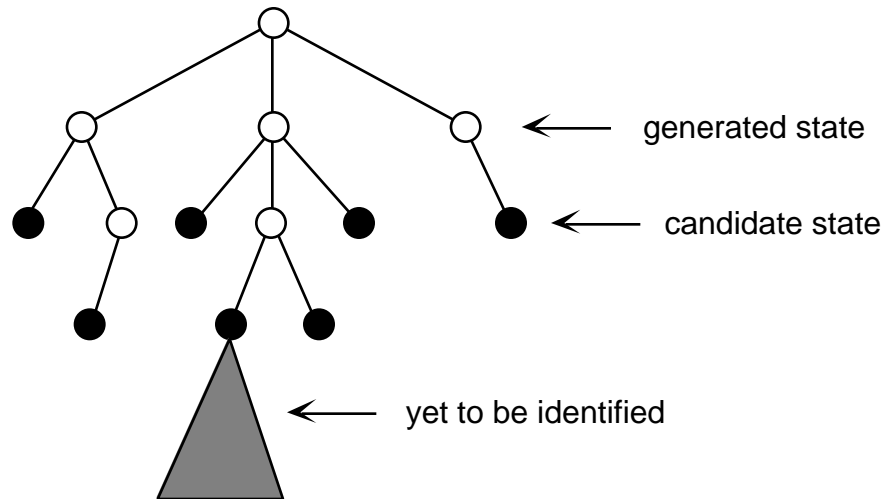 generated state
candidate state
yet to be identified